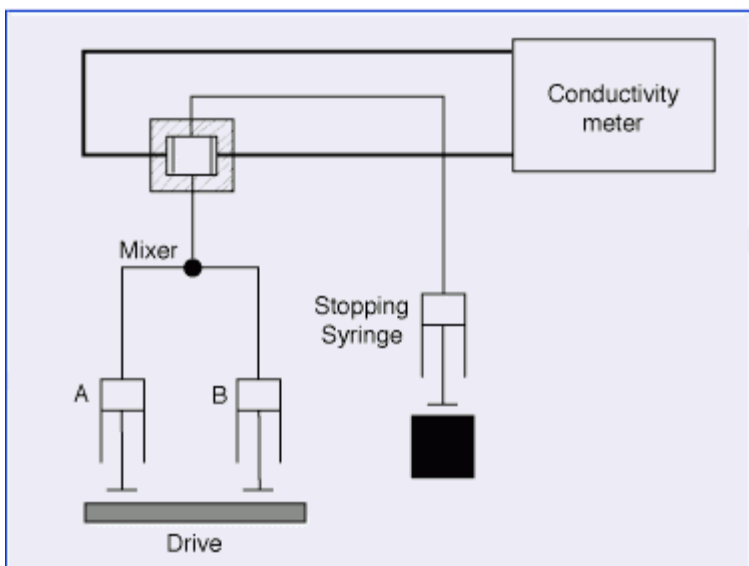 Conductivity
meter
Mixer
Stopping
Syringe
A
B
Drive